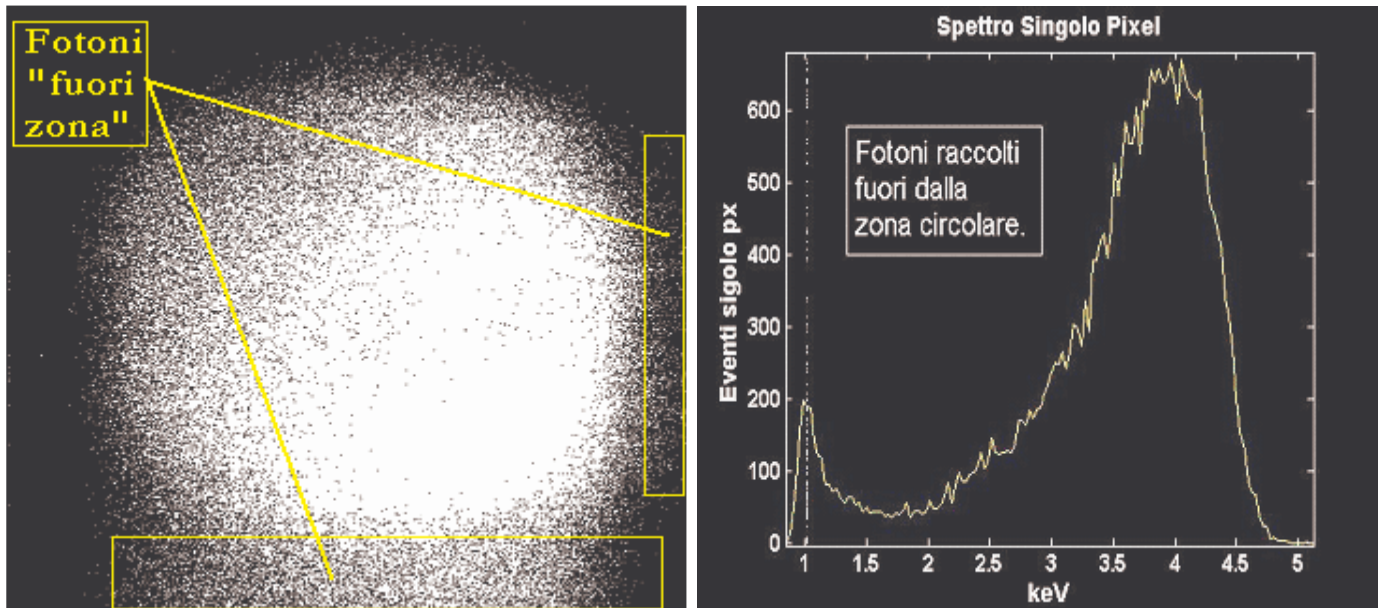 Fotoni
"fuori
zona"
Spettro Singolo Pixel
Eventi sigolo px
600
500
400
300
200
100
0
Fotoni raccolti
fuori dalla
zona circolare.
1
1.5
2
2.5
3
3.5
4
4.5
5
keV